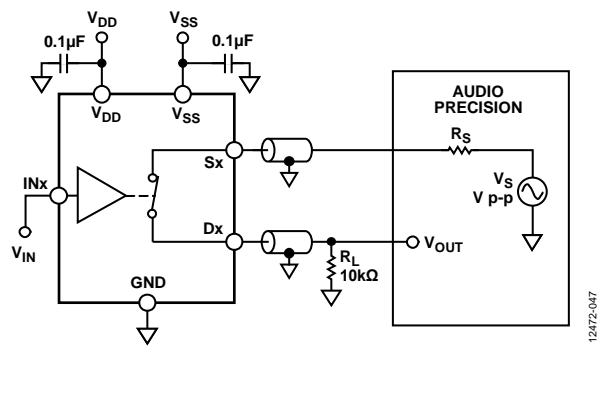 VDD
VSS
0.1µF
0.1µF
VDD
VSS
AUDIO
PRECISION
RS
Sx
INx
VS
V p-p
Dx
VOUT
VIN
RL
10kΩ
GND
12472-047